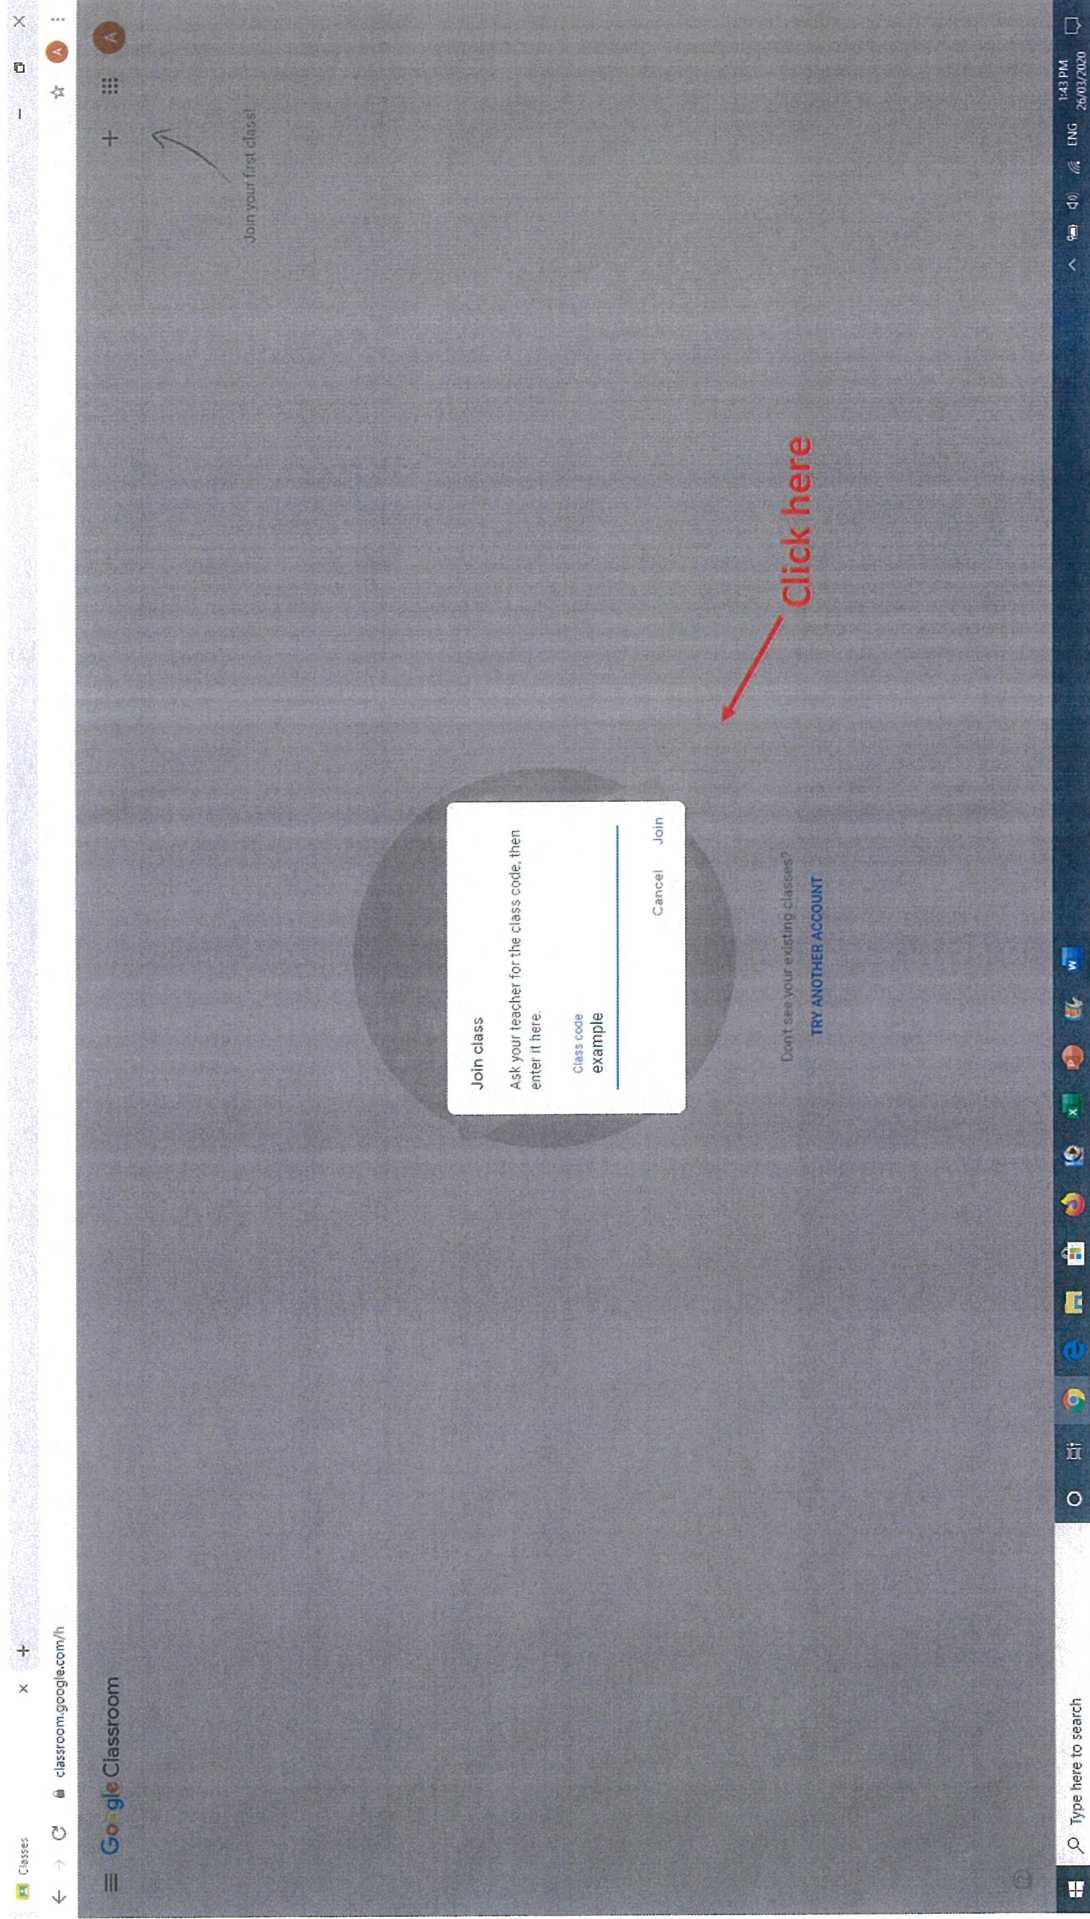 Classes
classroom.google.com/h
A
Google Classroom
A
Join your first class!
Join class
Ask your teacher for the class code, then
enter it here.
Class code
example
Cancel Join
Click here
Don't see your existing classes?
TRY ANOTHER ACCOUNT
Type here to search
ENG
1:43 PM
26/03/2020